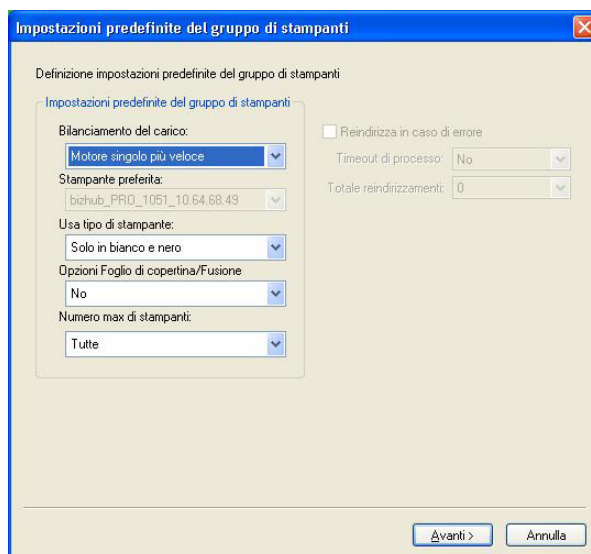 Impostazioni predefinite del gruppo di stampanti
Definizione impostazioni predefinite del gruppo di stampanti
Impostazioni predefinite del gruppo di stampanti
Bilanciamento del carico:
Motore singolo più veloce
Stampante preferita:
bizhub_PRO_1051_10.64.68.49
Usa tipo di stampante:
Solo in bianco e nero
Opzioni Foglio di copertina/Fusione
No
Numero max di stampanti:
Tutte
Reindirizza in caso di errore
Timeout di processo: No
Totale reindirizzamenti: 0
Avanti >
Annulla